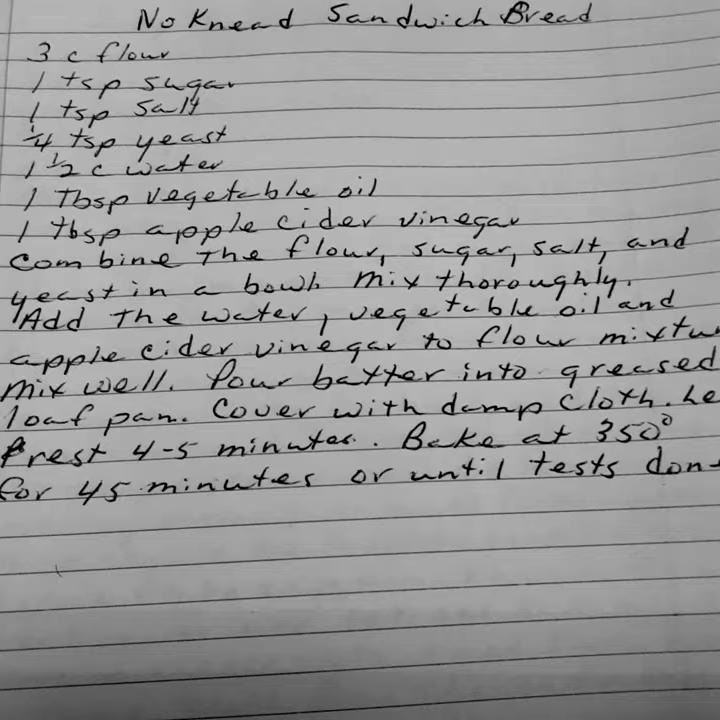 No Knead Sandwich Bread
3 c flour
1 tsp sugar
1 tsp Salt
1/4 tsp yeast
1 1/2 c water
1 Tbsp vegetable oil
1 tbsp apple cider vinegar
Combine The flour, sugar, salt, and
yeast in a bowl. Mix thoroughly.
Add The water, vegetable oil and
apple cider vinegar to flour mixtu
mix well. Pour batter into greased
loaf pan. Cover with damp cloth. Le
rest 4-5 minutes. Bake at 350°
for 45 minutes or until tests don